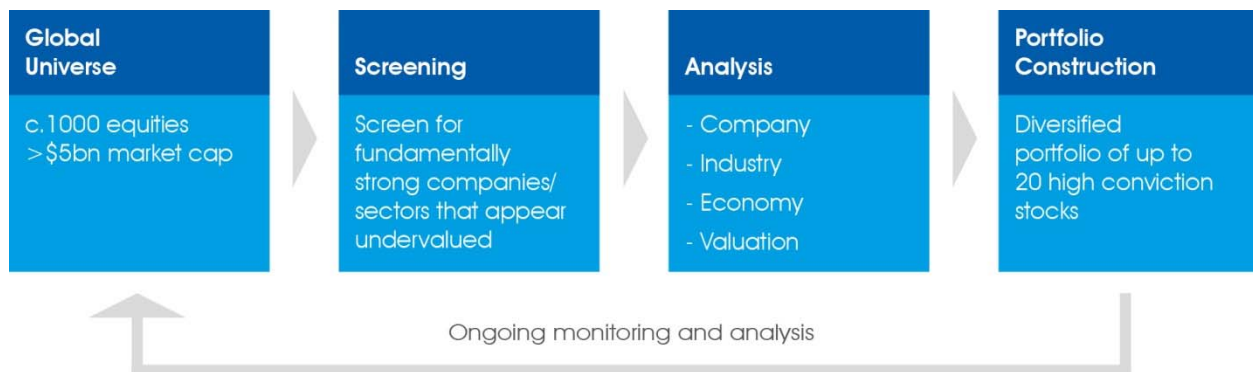 Global
Universe
c.1000 equities
>$5bn market cap
Screening
Screen for
fundamentally
strong companies/
sectors that appear
undervalued
Analysis
- Company
- Industry
- Economy
- Valuation
Portfolio
Construction
Diversified
portfolio of up to
20 high conviction
stocks
Ongoing monitoring and analysis